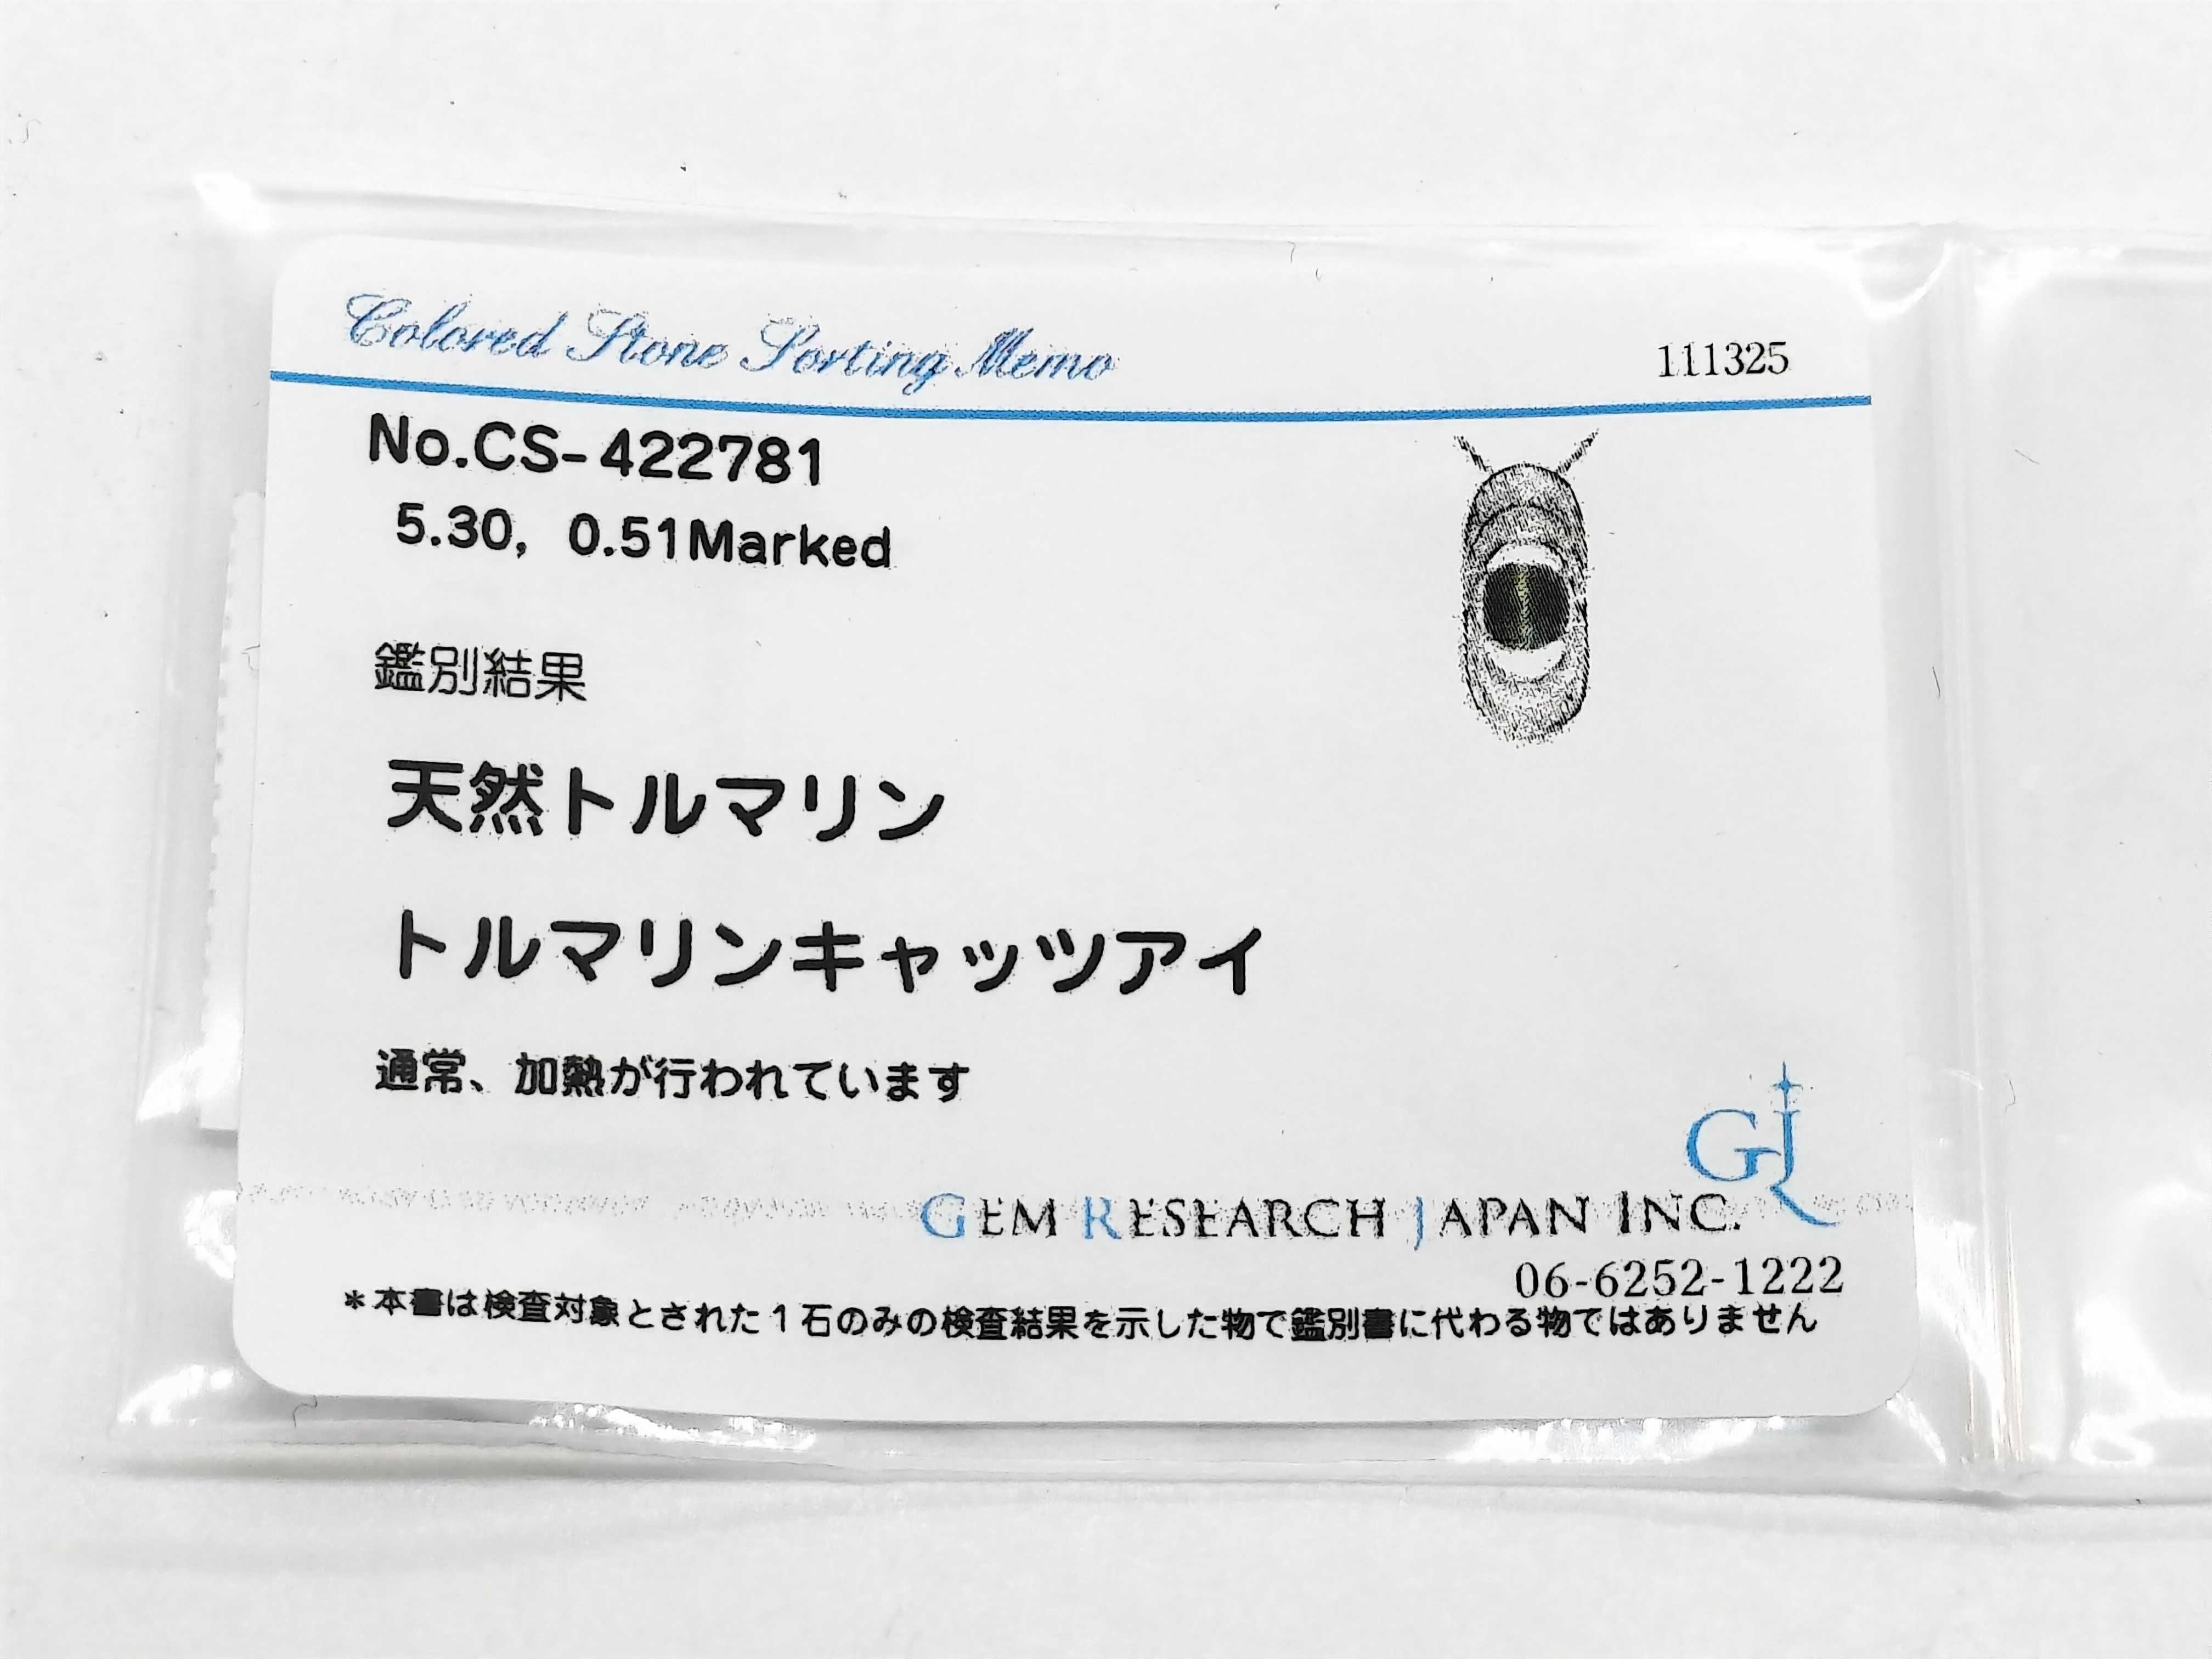 Colored Stone Sorting Memo
111325
No.CS-422781
5.30, 0.51Marked
鑑別結果
天然トルマリン
トルマリンキャッツアイ
通常、加熱が行われています
GJR
GEM RESEARCH JAPAN INC.
06-6252-1222
*本書は検査対象とされた1石のみの検査結果を示した物で鑑別書に代わる物ではありません